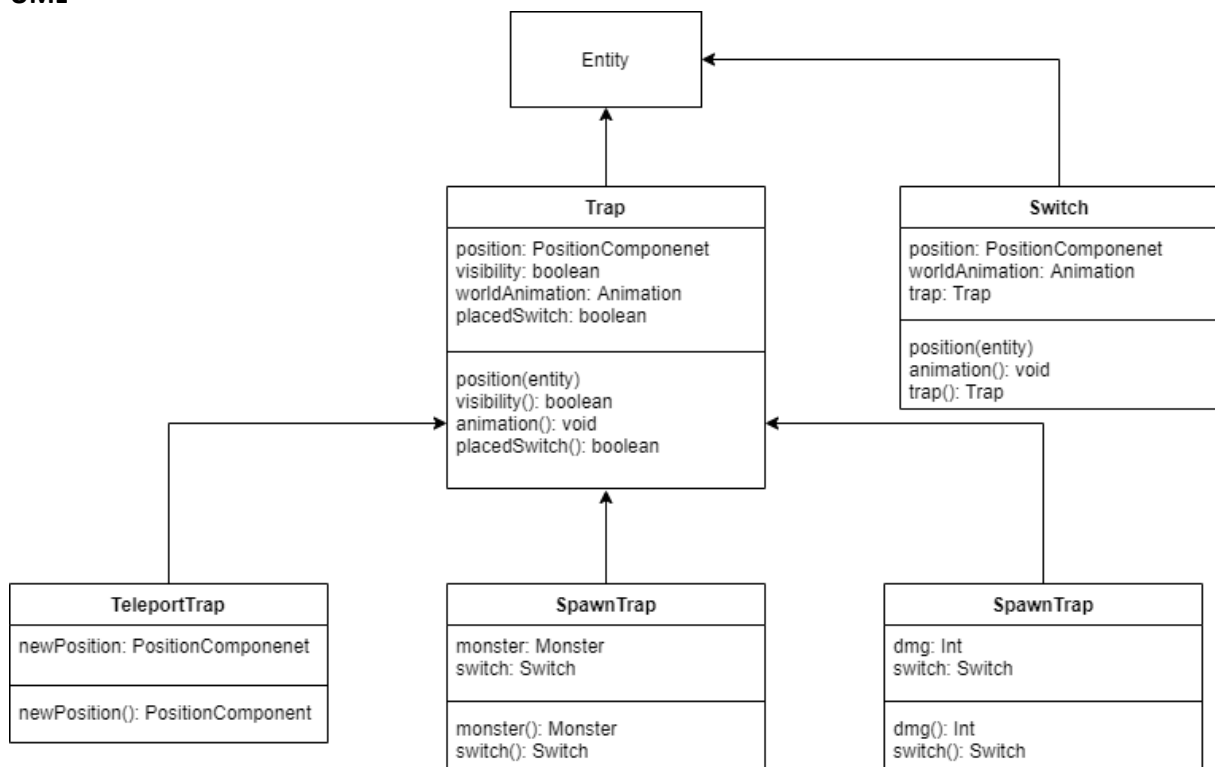 UML
Entity
Trap
position: PositionComponenet
visibility: boolean
worldAnimation: Animation
placedSwitch: boolean
position(entity)
visibility(): boolean
animation(): void
placedSwitch(): boolean
Switch
position: PositionComponenet
worldAnimation: Animation
trap: Trap
position(entity)
animation(): void
trap(): Trap
TeleportTrap
newPosition: PositionComponenet
newPosition(): PositionComponent
SpawnTrap
monster: Monster
switch: Switch
monster(): Monster
switch(): Switch
SpawnTrap
dmg: Int
switch: Switch
dmg(): Int
switch(): Switch